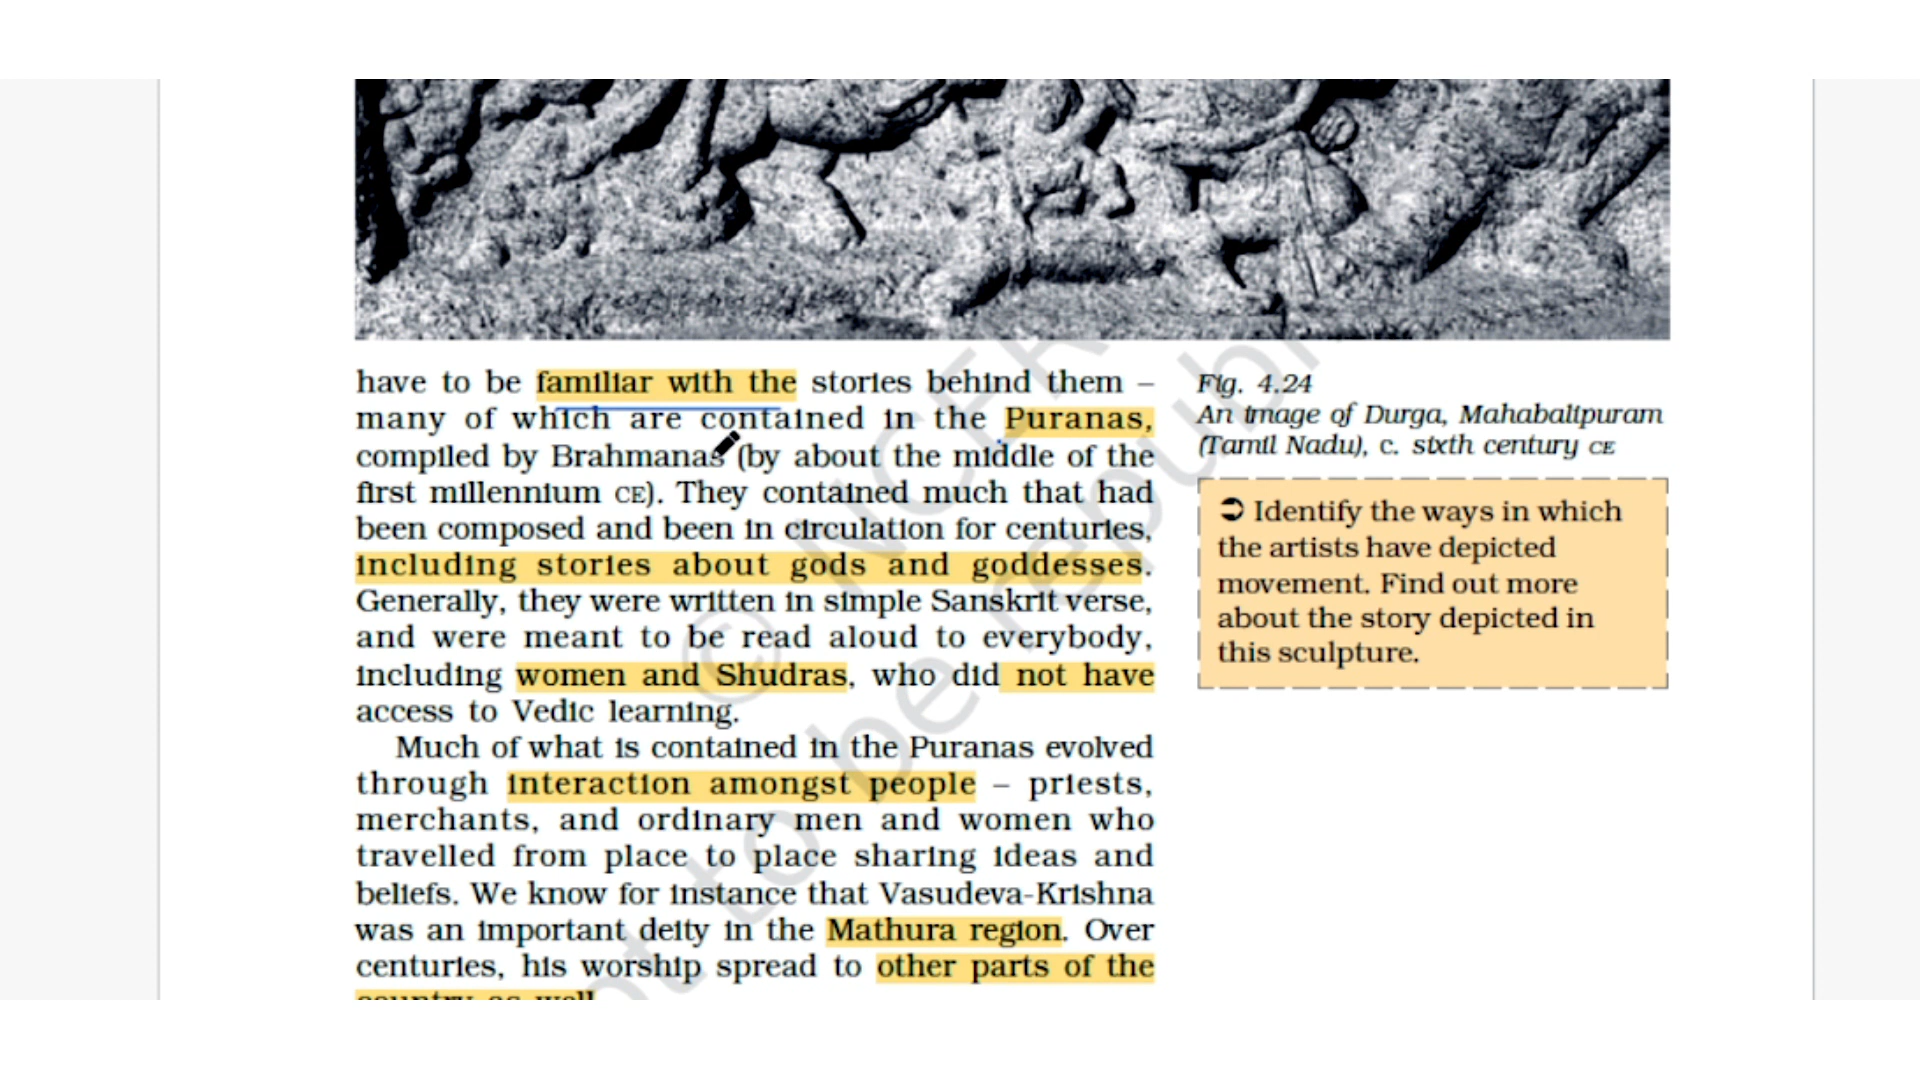 have to be familiar with the stories behind them –
many of which are contained in the Puranas,
compiled by Brahmanas (by about the middle of the
first millennium CE). They contained much that had
been composed and been in circulation for centuries,
including stories about gods and goddesses.
Generally, they were written in simple Sanskrit verse,
and were meant to be read aloud to everybody,
including women and Shudras, who did not have
access to Vedic learning.
Much of what is contained in the Puranas evolved
through interaction amongst people – priests,
merchants, and ordinary men and women who
travelled from place to place sharing ideas and
beliefs. We know for instance that Vasudeva-Krishna
was an important deity in the Mathura region. Over
centuries, his worship spread to other parts of the
country as well.
Fig. 4.24
An image of Durga, Mahabalipuram
(Tamil Nadu), c. sixth century CE
➲ Identify the ways in which
the artists have depicted
movement. Find out more
about the story depicted in
this sculpture.
© NCER
to be republ